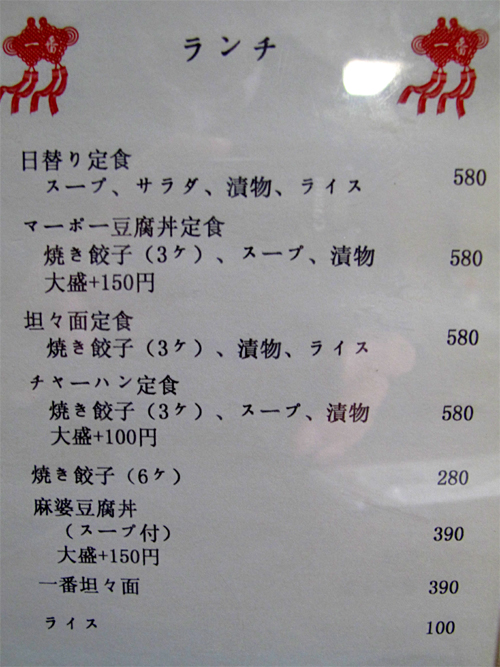 一番 一番
ランチ
日替り定食
スープ、サラダ、漬物、ライス 580
マーボー豆腐丼定食
焼き餃子(3ケ)、スープ、漬物 580
大盛+150円
坦々面定食
焼き餃子(3ケ)、漬物、ライス 580
チャーハン定食
焼き餃子(3ケ)、スープ、漬物 580
大盛+100円
焼き餃子(6ケ) 280
麻婆豆腐丼
(スープ付) 390
大盛+150円
一番坦々面 390
ライス 100